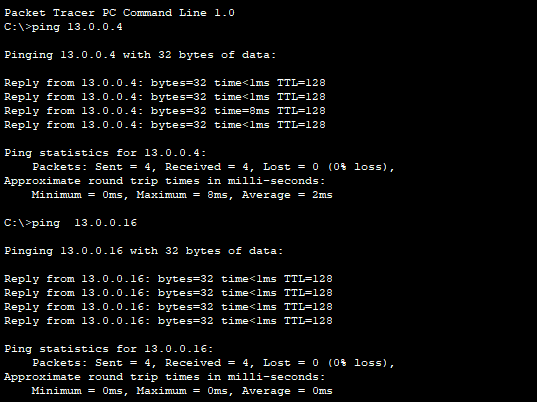 Packet Tracer PC Command Line 1.0
C:\>ping 13.0.0.4
Pinging 13.0.0.4 with 32 bytes of data:
Reply from 13.0.0.4: bytes=32 time<1ms TTL=128
Reply from 13.0.0.4: bytes=32 time<1ms TTL=128
Reply from 13.0.0.4: bytes=32 time=8ms TTL=128
Reply from 13.0.0.4: bytes=32 time<1ms TTL=128
Ping statistics for 13.0.0.4:
    Packets: Sent = 4, Received = 4, Lost = 0 (0% loss),
Approximate round trip times in milli-seconds:
    Minimum = 0ms, Maximum = 8ms, Average = 2ms
C:\>ping  13.0.0.16
Pinging 13.0.0.16 with 32 bytes of data:
Reply from 13.0.0.16: bytes=32 time<1ms TTL=128
Reply from 13.0.0.16: bytes=32 time<1ms TTL=128
Reply from 13.0.0.16: bytes=32 time<1ms TTL=128
Reply from 13.0.0.16: bytes=32 time<1ms TTL=128
Ping statistics for 13.0.0.16:
    Packets: Sent = 4, Received = 4, Lost = 0 (0% loss),
Approximate round trip times in milli-seconds:
    Minimum = 0ms, Maximum = 0ms, Average = 0ms